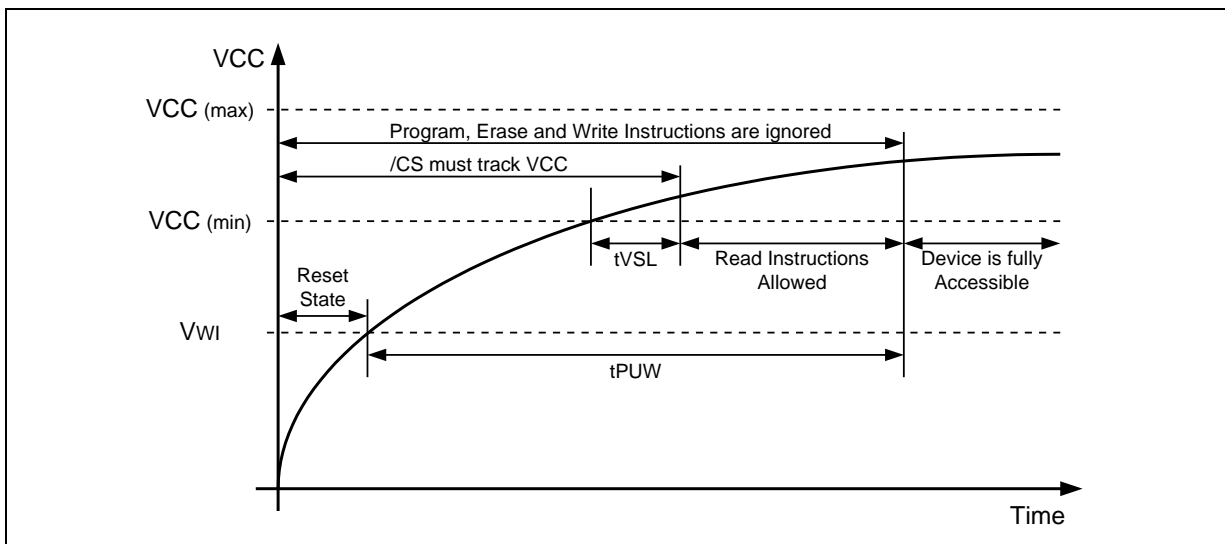 VCC
VCC (max)
Program, Erase and Write Instructions are ignored
/CS must track VCC
VCC (min)
tVSL
Read Instructions
Allowed
Device is fully
Accessible
Reset
State
VWI
tPUW
Time